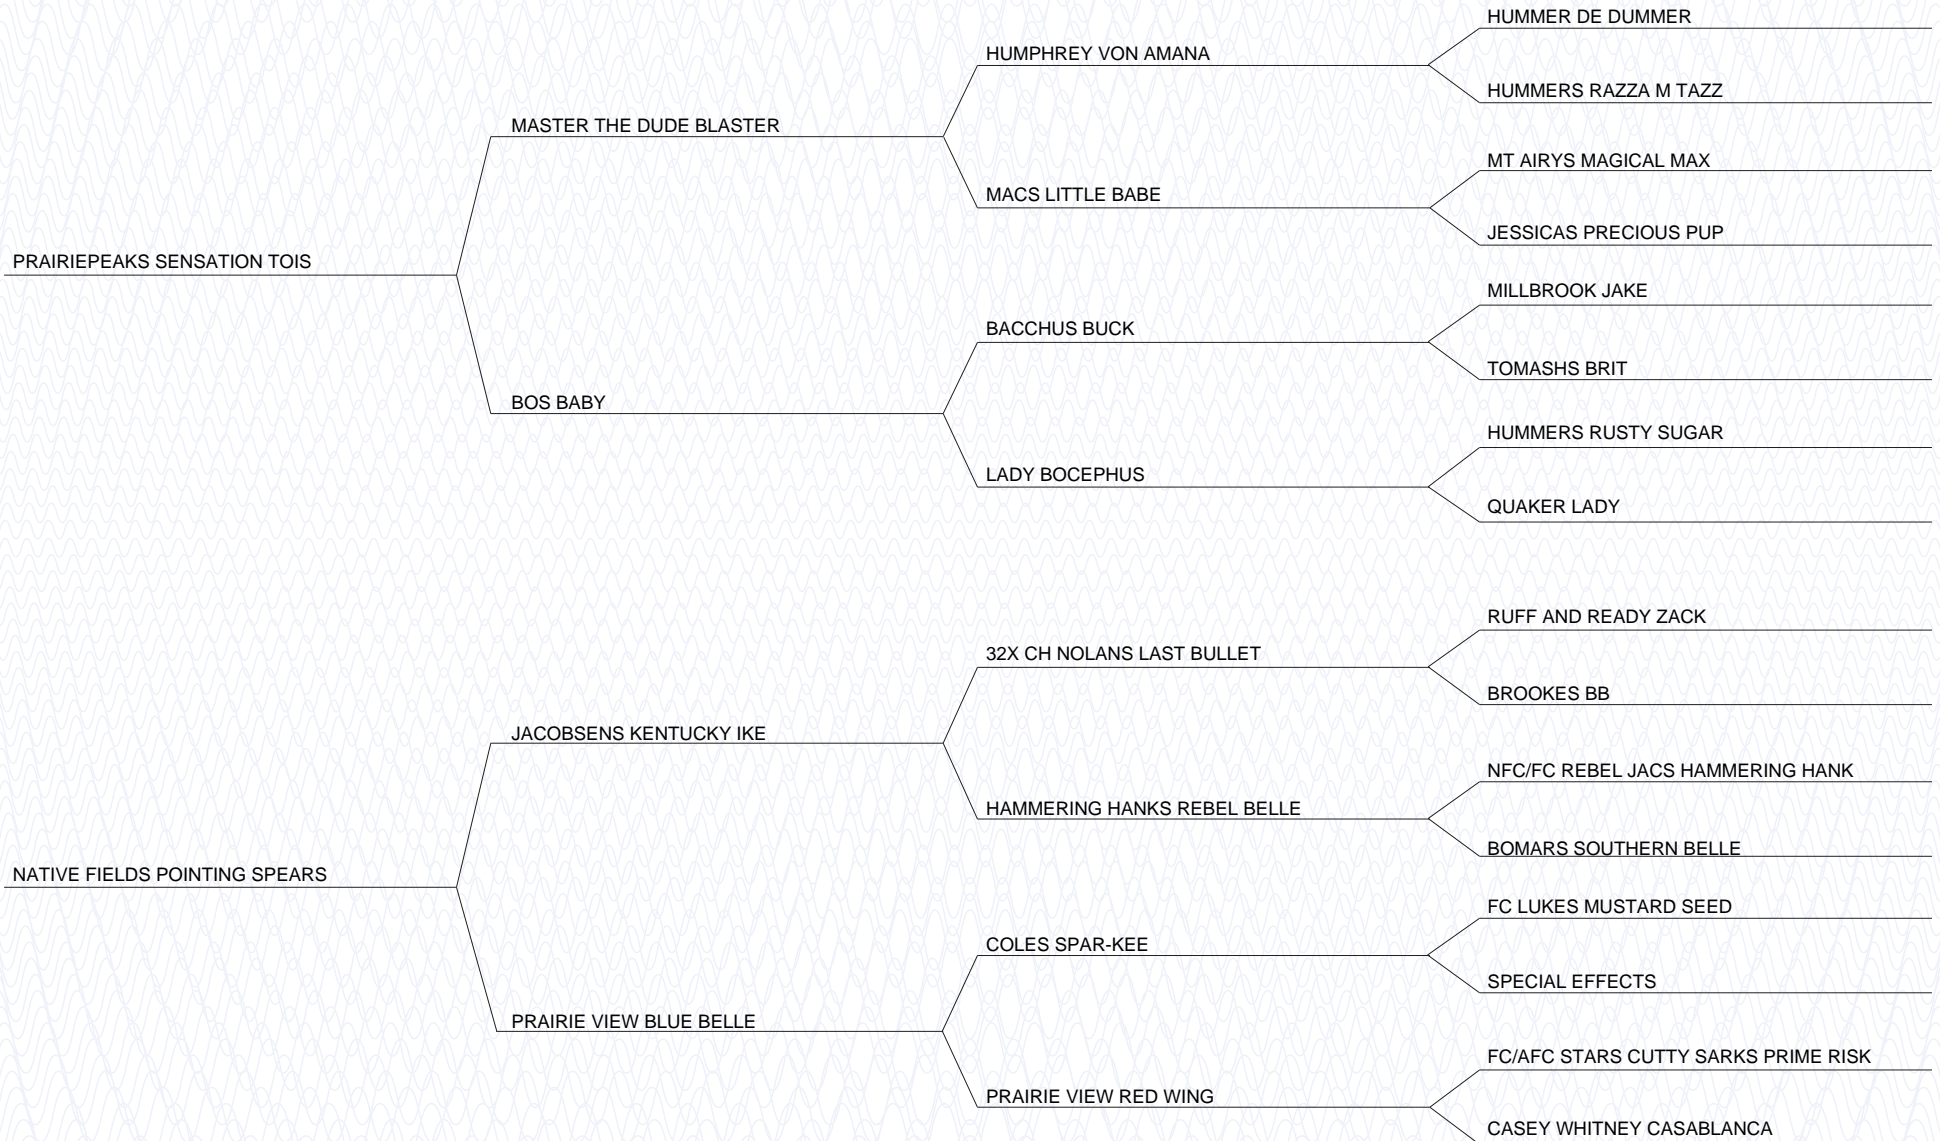 HUMMER DE DUMMER
HUMPHREY VON AMANA
HUMMERS RAZZA M TAZZ
MASTER THE DUDE BLASTER
MT AIRYS MAGICAL MAX
MACS LITTLE BABE
JESSICAS PRECIOUS PUP
PRAIRIEPEAKS SENSATION TOIS
MILLBROOK JAKE
BACCHUS BUCK
TOMASHS BRIT
BOS BABY
HUMMERS RUSTY SUGAR
LADY BOCEPHUS
QUAKER LADY
RUFF AND READY ZACK
32X CH NOLANS LAST BULLET
BROOKES BB
JACOBSENS KENTUCKY IKE
NFC/FC REBEL JACS HAMMERING HANK
HAMMERING HANKS REBEL BELLE
BOMARS SOUTHERN BELLE
NATIVE FIELDS POINTING SPEARS
FC LUKES MUSTARD SEED
COLES SPAR-KEE
SPECIAL EFFECTS
PRAIRIE VIEW BLUE BELLE
FC/AFC STARS CUTTY SARKS PRIME RISK
PRAIRIE VIEW RED WING
CASEY WHITNEY CASABLANCA